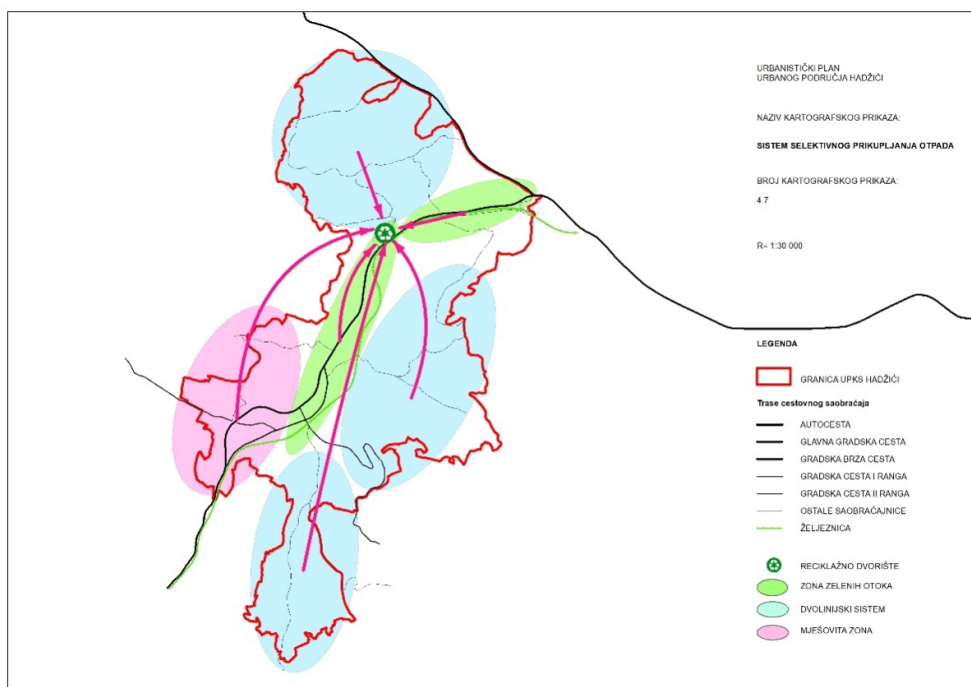 URBANISTIČKI PLAN
URBANOG PODRUČJA HADŽIĆI
NAZIV KARTOGRAFSKOG PRIKAZA:
SISTEM SELEKTIVNOG PRIKUPLJANJA OTPADA
BROJ KARTOGRAFSKOG PRIKAZA:
4.7
R= 1:30 000
LEGENDA
GRANICA UPKS HADŽIĆI
Trase cestovnog saobraćaja
AUTOCESTA
GLAVNA GRADSKA CESTA
GRADSKA BRZA CESTA
GRADSKA CESTA I RANGA
GRADSKA CESTA II RANGA
OSTALE SAOBRAĆAJNICE
ŽELJEZNICA
RECIKLAŽNO DVORIŠTE
ZONA ZELENIH OTOKA
DVOLINIJSKI SISTEM
MJEŠOVITA ZONA